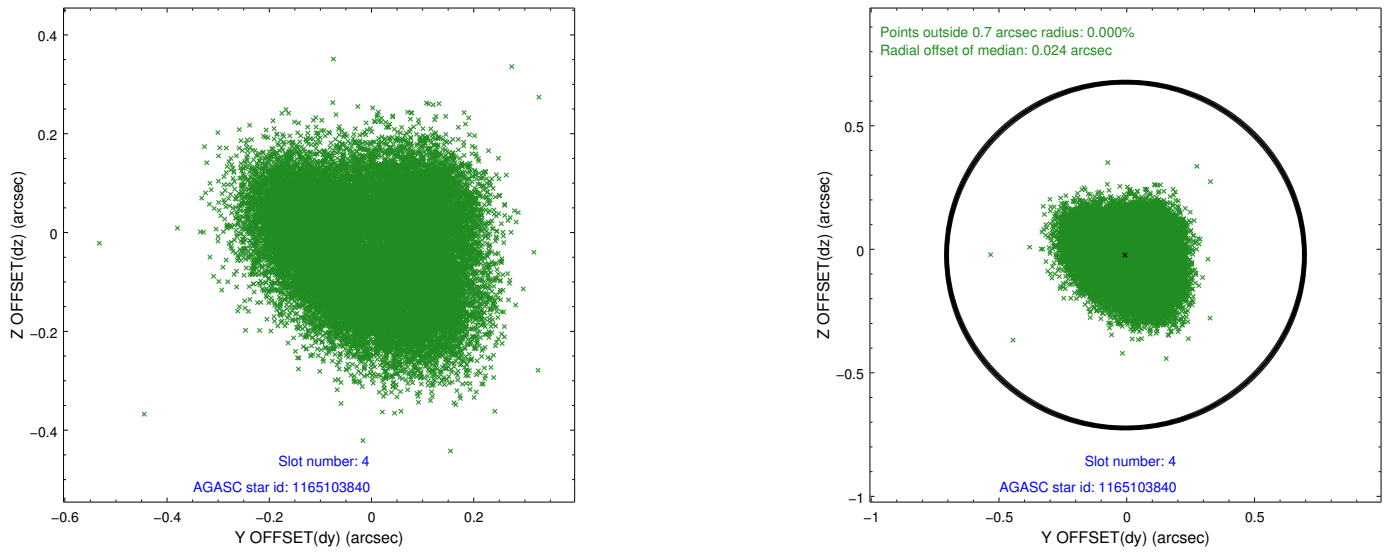 0.4
0.2
0
−0.2
−0.4
Z OFFSET(dz) (arcsec)
Slot number: 4
AGASC star id: 1165103840
−0.6
−0.4
−0.2
0
0.2
Y OFFSET(dy) (arcsec)
Points outside 0.7 arcsec radius: 0.000%
Radial offset of median: 0.024 arcsec
0.5
0
−0.5
−1
Z OFFSET(dz) (arcsec)
Slot number: 4
AGASC star id: 1165103840
−1
−0.5
0
0.5
Y OFFSET(dy) (arcsec)